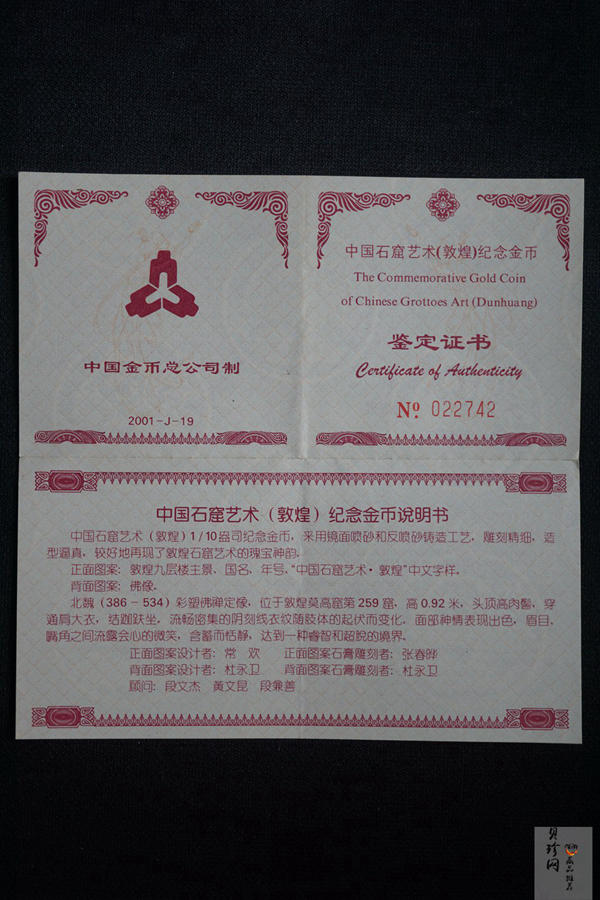 中国金币总公司制
2001-J-19
中国石窟艺术(敦煌)纪念金币
The Commemorative Gold Coin
of Chinese Grottoes Art (Dunhuang)
鉴定证书
Certificate of Authenticity
No. 022742
中国石窟艺术（敦煌）纪念金币说明书
中国石窟艺术（敦煌）1/10盎司纪念金币，采用镜面喷砂和反喷砂铸造工艺，雕刻精细，造
型逼真，较好地再现了敦煌石窟艺术的瑰宝神韵。
正面图案：敦煌九层楼主景，国名，年号，“中国石窟艺术·敦煌”中文字样。
背面图案：佛像。
北魏（386-534）彩塑佛禅定像，位于敦煌莫高窟第259窟，高0.92米，头顶高肉髻，穿
通肩大衣，结跏趺坐，流畅密集的阴刻线衣纹随肢体的起伏而变化，面部神情表现出色，眉目、
嘴角之间流露会心的微笑，含蓄而恬静，达到一种睿智和超脱的境界。
正面图案设计者：常 欢 正面图案石膏雕刻者：张春晔
背面图案设计者：杜永卫 背面图案石膏雕刻者：杜永卫
顾问：段文杰 黄文昆 段兼善
贝珍网